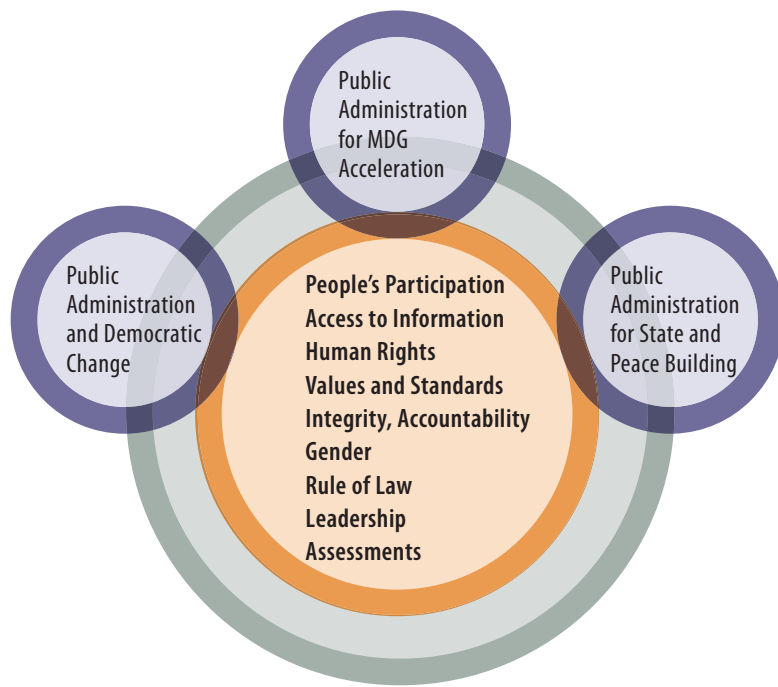 Public
Administration
for MDG
Acceleration
Public
Administration
and Democratic
Change
People’s Participation
Access to Information
Human Rights
Values and Standards
Integrity, Accountability
Gender
Rule of Law
Leadership
Assessments
Public
Administration
for State and
Peace Building